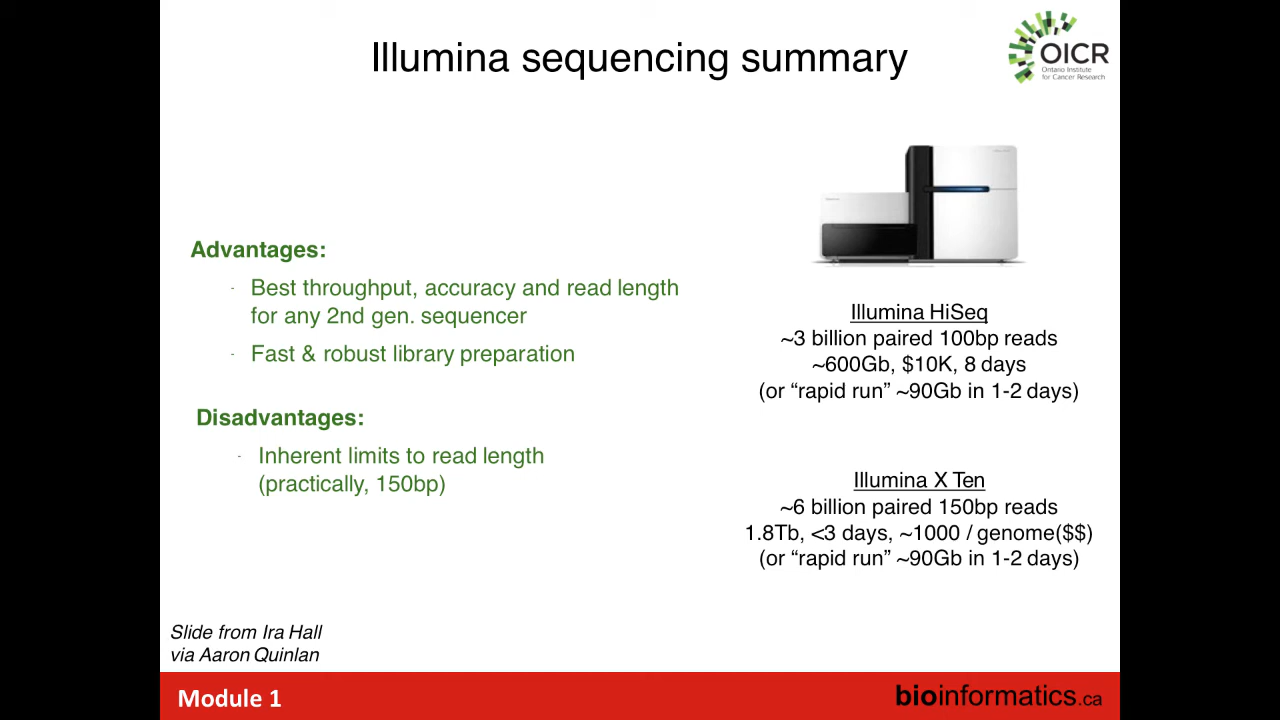 Illumina sequencing summary
OICR
Ontario Institute
for Cancer Research
Advantages:
- Best throughput, accuracy and read length
for any 2nd gen. sequencer
- Fast & robust library preparation
Disadvantages:
- Inherent limits to read length
(practically, 150bp)
Illumina HiSeq
~3 billion paired 100bp reads
~600Gb, $10K, 8 days
(or “rapid run” ~90Gb in 1-2 days)
Illumina X Ten
~6 billion paired 150bp reads
1.8Tb, <3 days, ~1000 / genome($$)
(or “rapid run” ~90Gb in 1-2 days)
Slide from Ira Hall
via Aaron Quinlan
Module 1
bioinformatics.ca